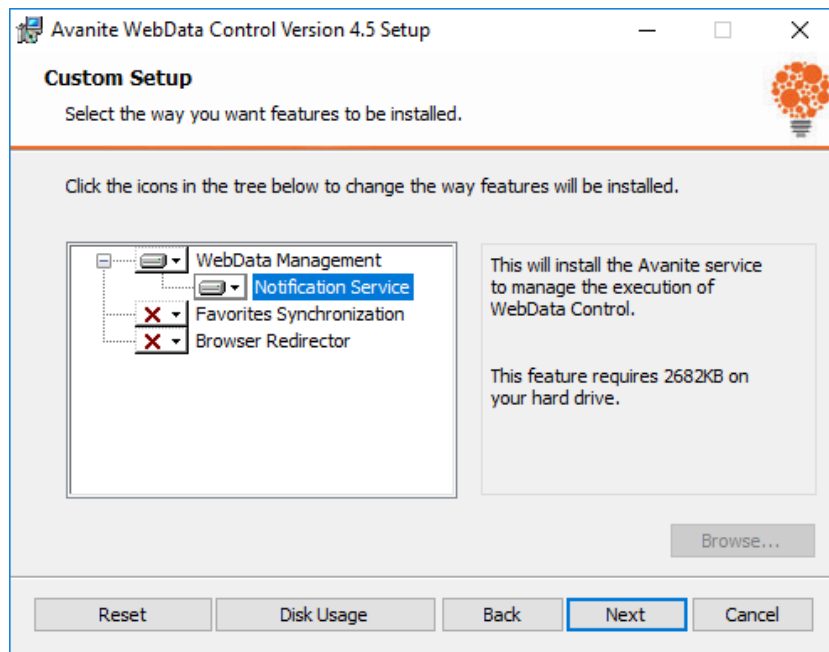 Avanite WebData Control Version 4.5 Setup
Custom Setup
Select the way you want features to be installed.
Click the icons in the tree below to change the way features will be installed.
WebData Management
Notification Service
Favorites Synchronization
Browser Redirector
This will install the Avanite service
to manage the execution of
WebData Control.
This feature requires 2682KB on
your hard drive.
Browse...
Reset
Disk Usage
Back
Next
Cancel